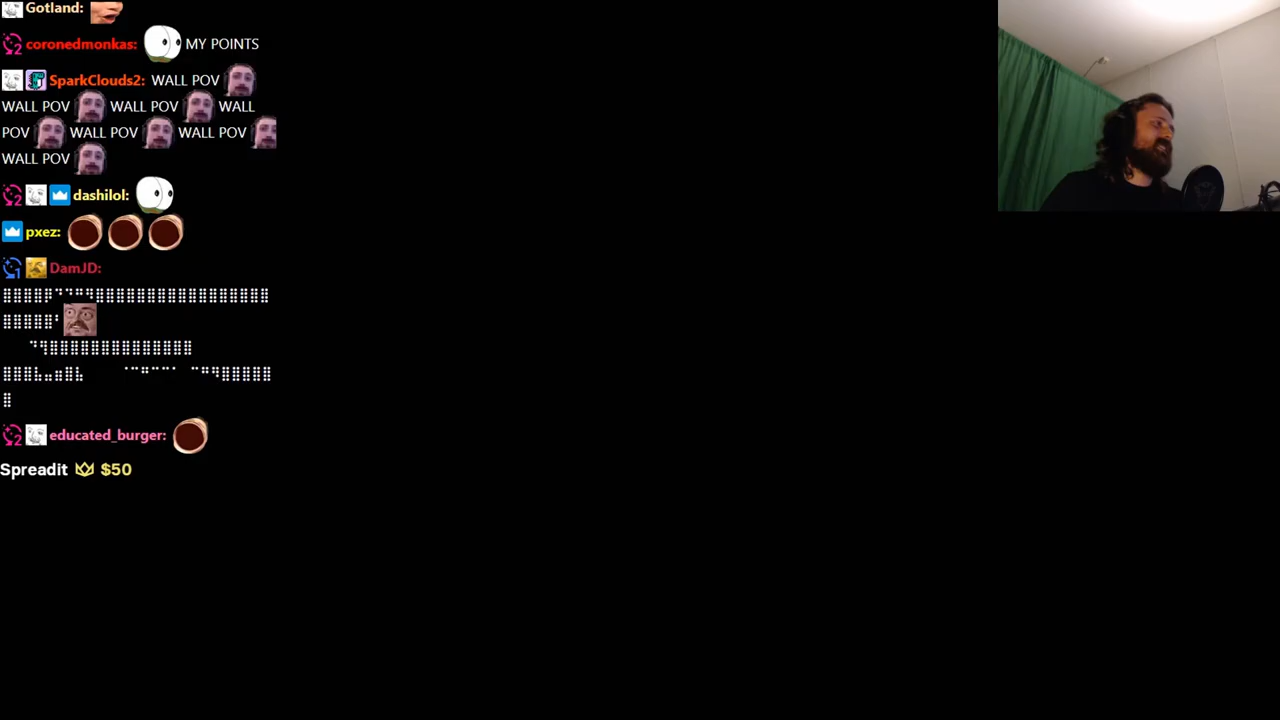 Gotland:
coronedmonkas: MY POINTS
SparkClouds2: WALL POV
WALL POV WALL POV WALL
POV WALL POV WALL POV
WALL POV
dashilol:
pxez:
DamJD:
educated_burger:
Spreadit $50